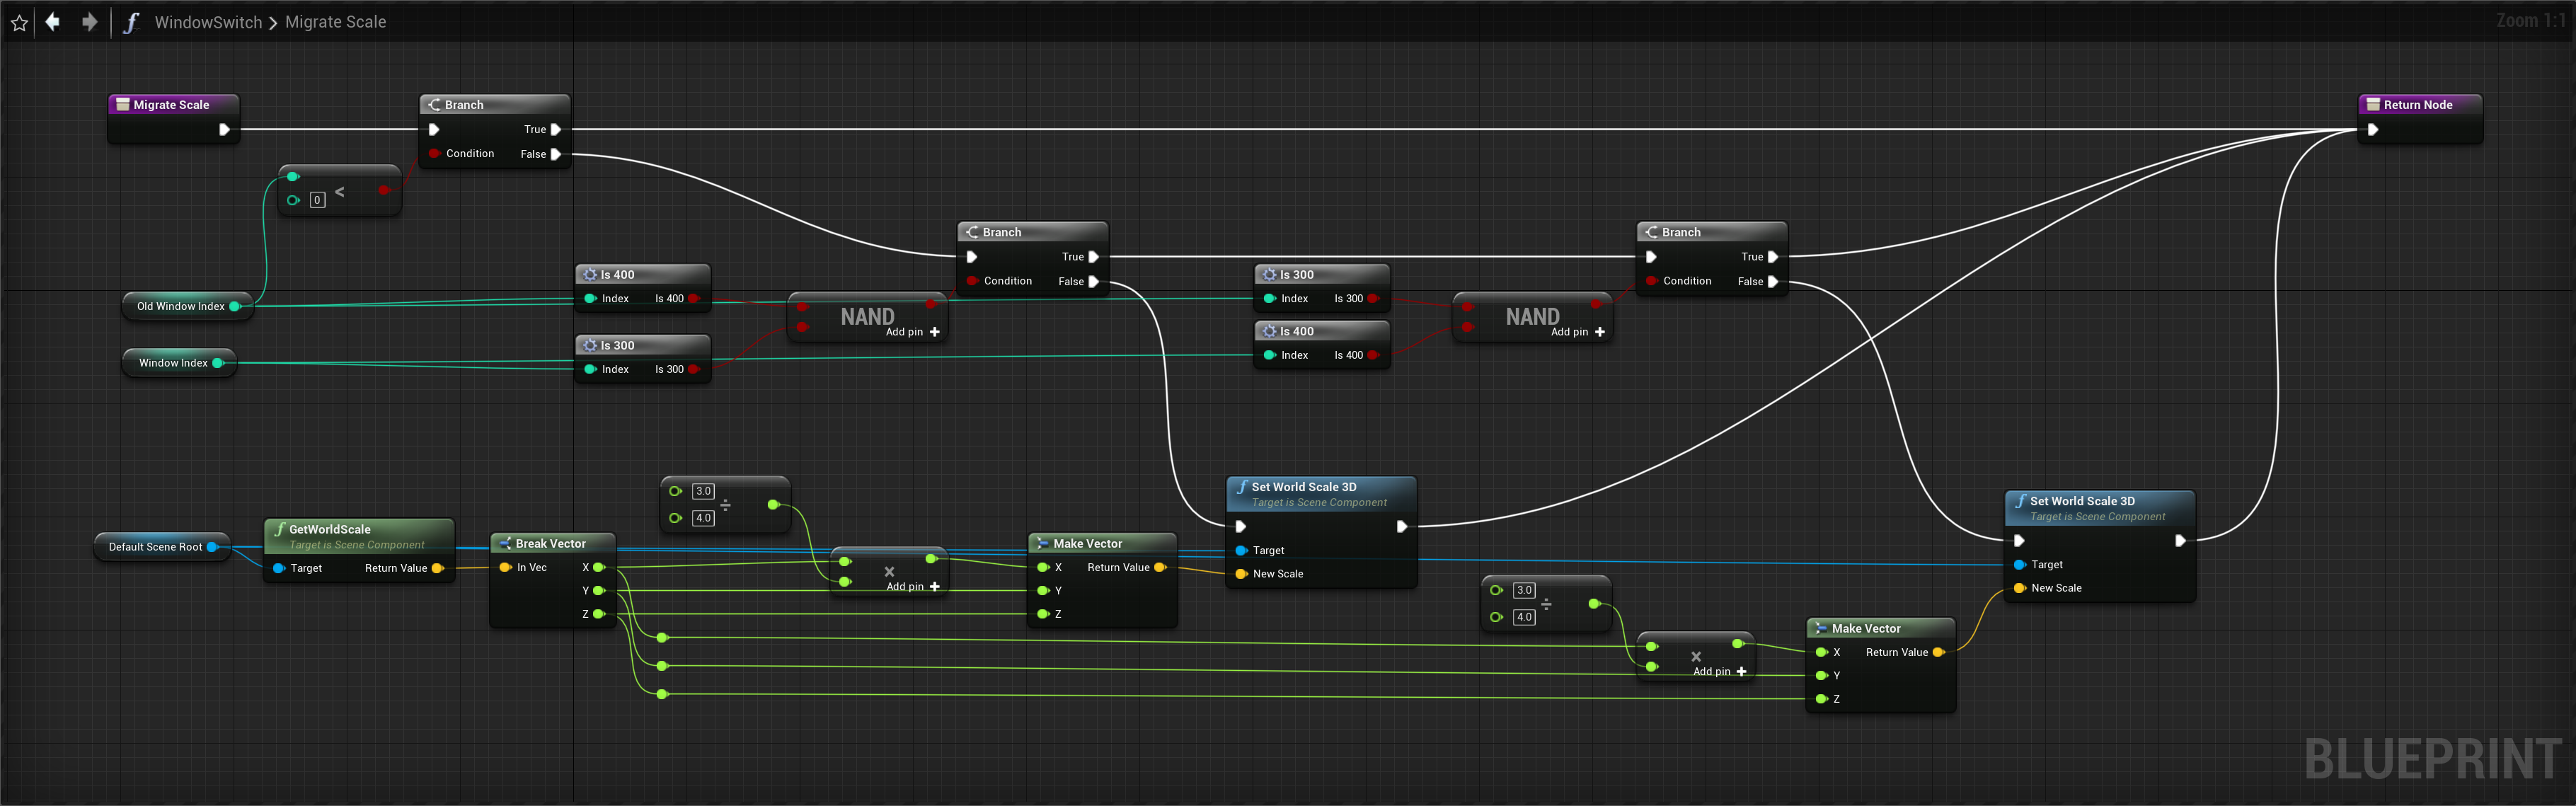 WindowSwitch > Migrate Scale
Zoom 1:1
Migrate Scale
Branch
True
Condition
False
0
<
Return Node
Branch
True
Condition
False
Branch
True
Condition
False
Old Window Index
Window Index
Is 400
Index
Is 400
Is 300
Index
Is 300
NAND
Add pin +
Is 300
Index
Is 300
Is 400
Index
Is 400
NAND
Add pin +
Default Scene Root
GetWorldScale
Target is Scene Component
Target
Return Value
Break Vector
In Vec
X
Y
Z
3.0
÷
4.0
×
Add pin +
Make Vector
X
Return Value
Y
Z
Set World Scale 3D
Target is Scene Component
Target
New Scale
3.0
÷
4.0
×
Add pin +
Make Vector
X
Return Value
Y
Z
Set World Scale 3D
Target is Scene Component
Target
New Scale
BLUEPRINT